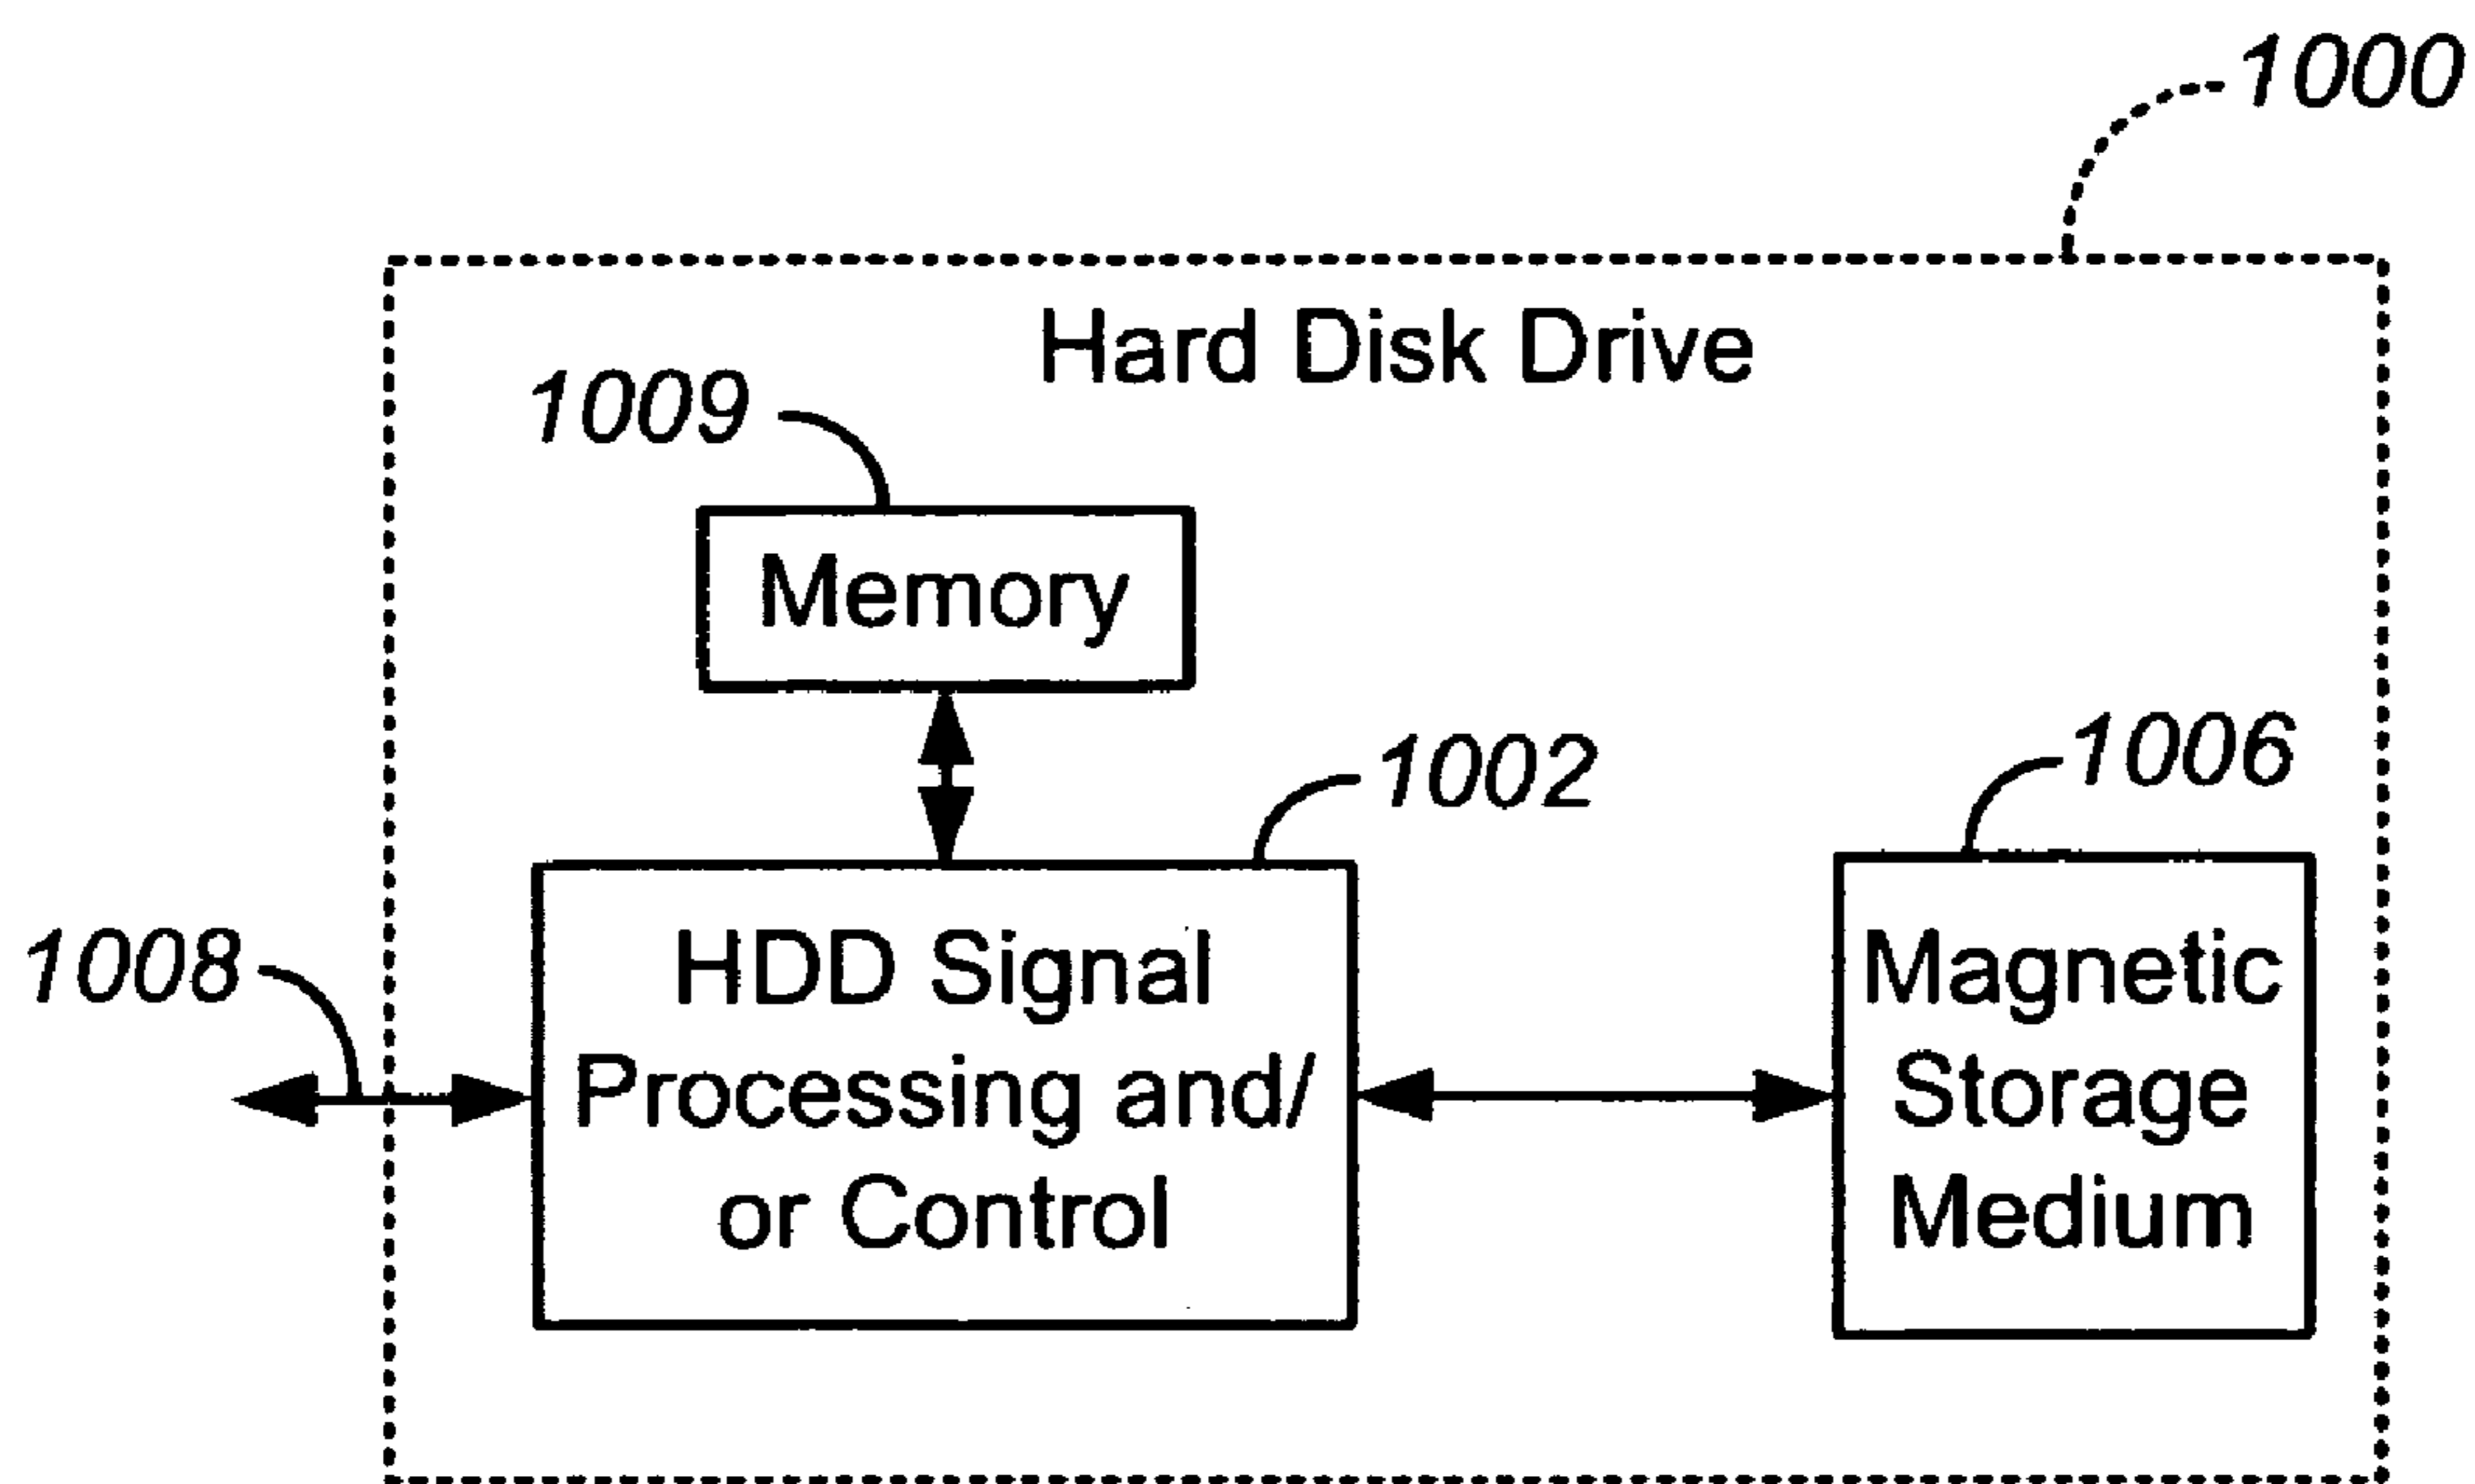 1000
Hard Disk Drive
1009
Memory
1002
1006
1008
HDD Signal
Processing and/
or Control
Magnetic
Storage
Medium